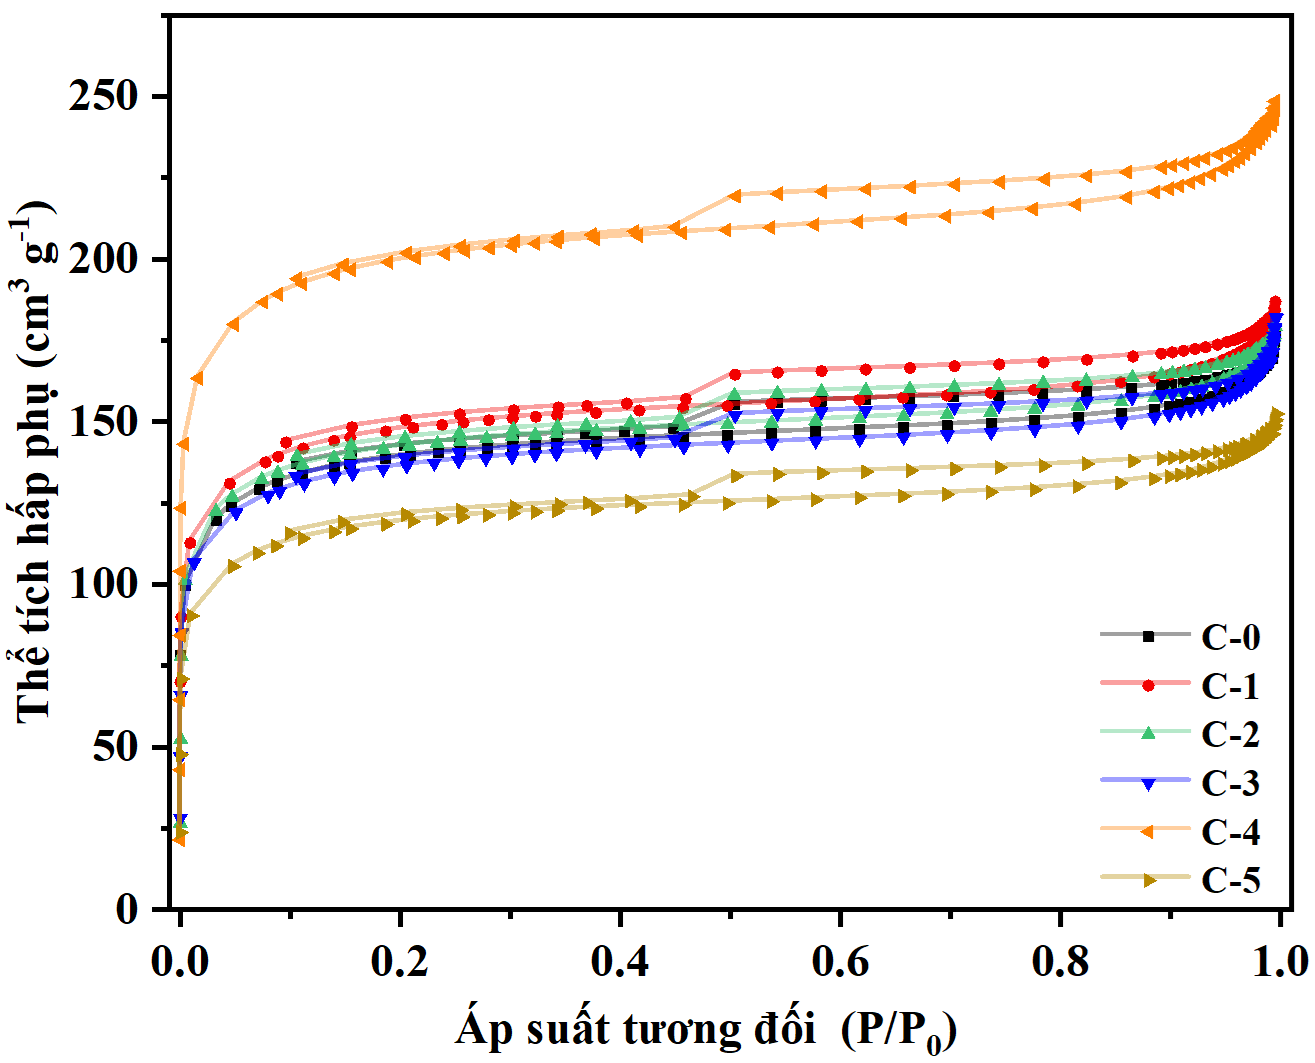 250
200
150
100
50
0
Thể tích hấp phụ (cm³ g⁻¹)
C-0
C-1
C-2
C-3
C-4
C-5
0.0 0.2 0.4 0.6 0.8 1.0
Áp suất tương đối (P/P₀)